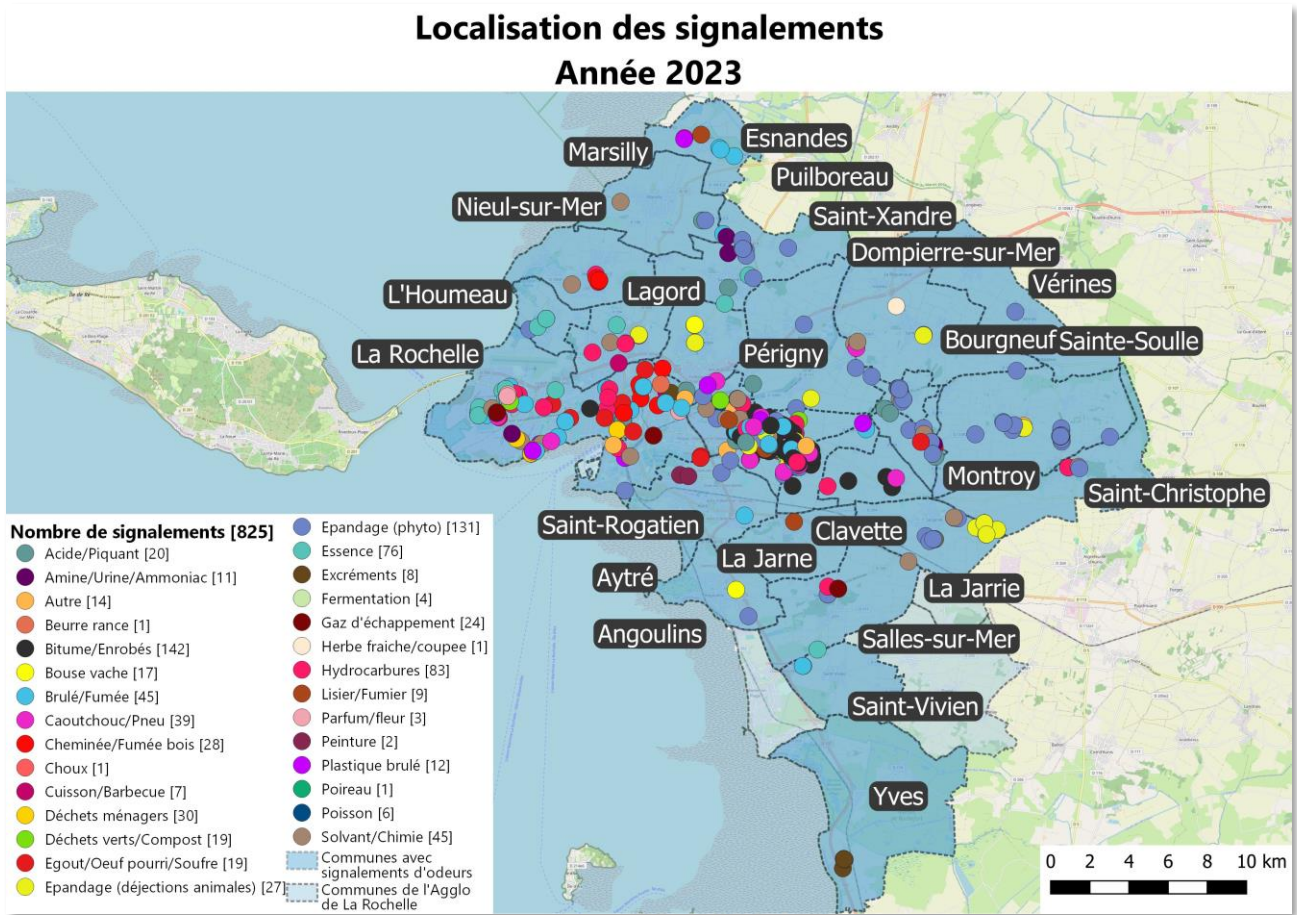 Localisation des signalements
Année 2023
Esnandes
Marsilly
Puilboreau
Nieul-sur-Mer
Saint-Xandre
Dompierre-sur-Mer
Vérines
L'Houmeau
Lagord
La Rochelle
Périgny
Bourgneuf
Sainte-Soulle
Montroy
Saint-Christophe
Saint-Rogatien
Clavette
La Jarne
Aytré
La Jarrie
Angoulins
Salles-sur-Mer
Saint-Vivien
Yves
Nombre de signalements [825]
Acide/Piquant [20]
Amine/Urine/Ammoniac [11]
Autre [14]
Beurre rance [1]
Bitume/Enrobés [142]
Bouse vache [17]
Brulé/Fumée [45]
Caoutchouc/Pneu [39]
Cheminée/Fumée bois [28]
Choux [1]
Cuisson/Barbecue [7]
Déchets ménagers [30]
Déchets verts/Compost [19]
Egout/Oeuf pourri/Soufre [19]
Epandage (déjections animales) [27]
Epandage (phyto) [131]
Essence [76]
Excréments [8]
Fermentation [4]
Gaz d'échappement [24]
Herbe fraiche/coupee [1]
Hydrocarbures [83]
Lisier/Fumier [9]
Parfum/fleur [3]
Peinture [2]
Plastique brulé [12]
Poireau [1]
Poisson [6]
Solvant/Chimie [45]
Communes avec
signalements d'odeurs
Communes de l'Agglo
de La Rochelle
0 2 4 6 8 10 km